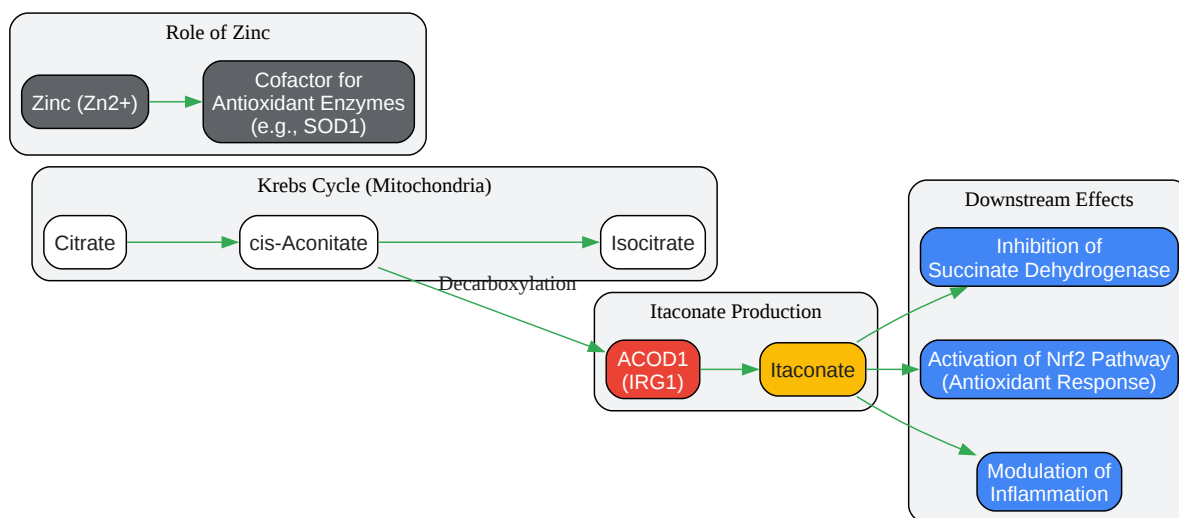 Role of Zinc
Zinc (Zn2+)
Cofactor for
Antioxidant Enzymes
(e.g., SOD1)
Krebs Cycle (Mitochondria)
Citrate
cis-Aconitate
Isocitrate
Decarboxylation
Itaconate Production
ACOD1
(IRG1)
Itaconate
Downstream Effects
Inhibition of
Succinate Dehydrogenase
Activation of Nrf2 Pathway
(Antioxidant Response)
Modulation of
Inflammation